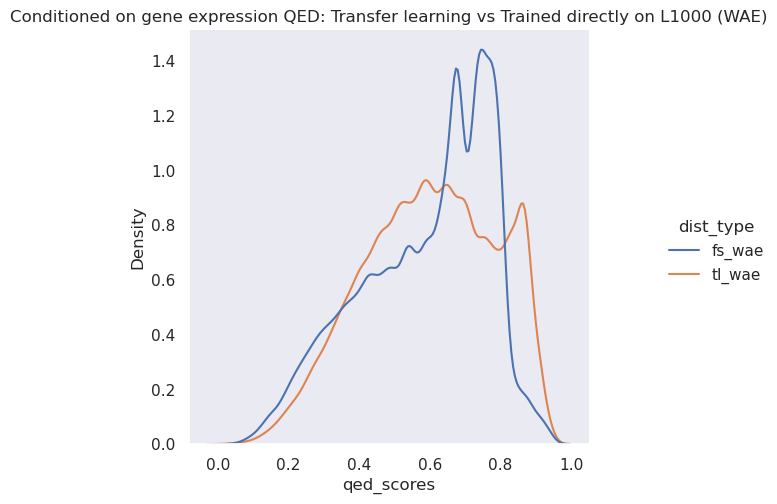 Conditioned on gene expression QED: Transfer learning vs Trained directly on L1000 (WAE)
1.4
1.2
1.0
0.8
0.6
0.4
0.2
0.0
Density
0.0 0.2 0.4 0.6 0.8 1.0
qed_scores
dist_type
fs_wae
tl_wae